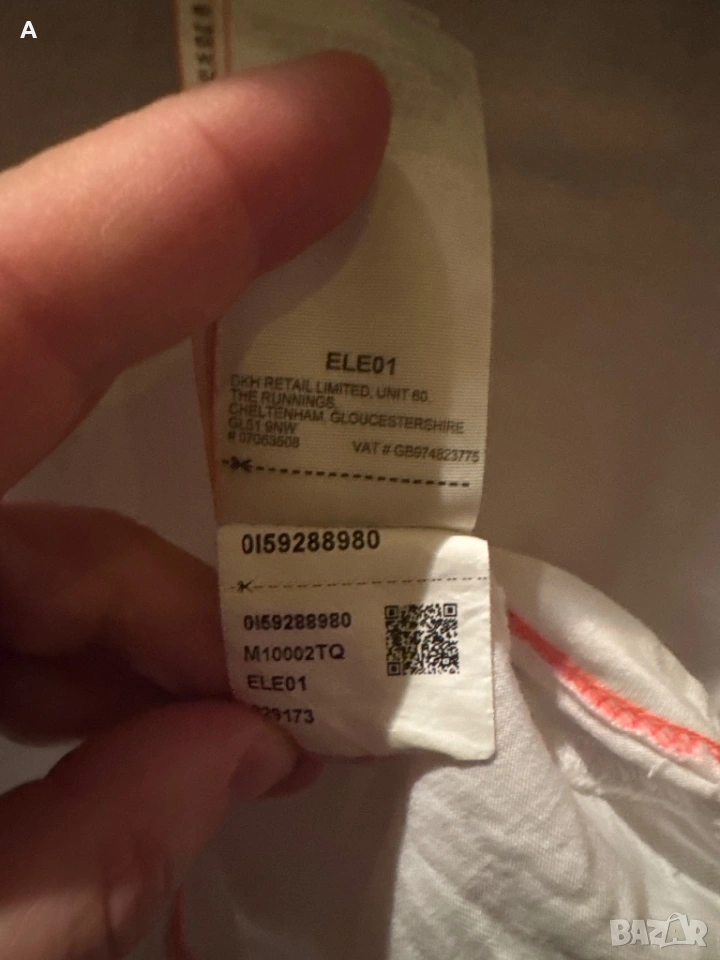 A
ELE01
DKH RETAIL LIMITED, UNIT 60,
THE RUNNINGS,
CHELTENHAM, GLOUCESTERSHIRE
GL51 9NW
# 07063508 VAT # GB974823775
0I59288980
0I59288980
M10002TQ
ELE01
29173
BAZAR